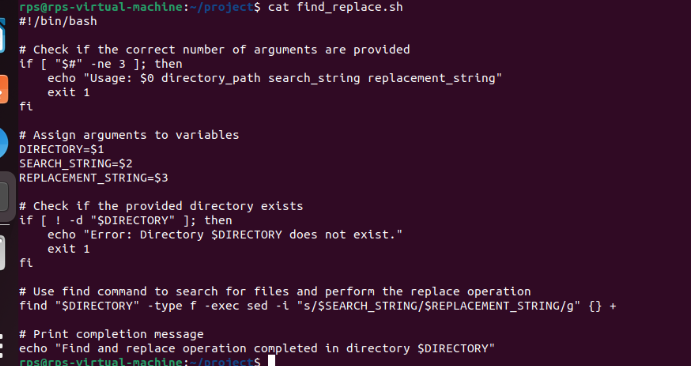 rps@rps-virtual-machine:~/project$ cat find_replace.sh
#!/bin/bash
# Check if the correct number of arguments are provided
if [ "$#" -ne 3 ]; then
    echo "Usage: $0 directory_path search_string replacement_string"
    exit 1
fi
# Assign arguments to variables
DIRECTORY=$1
SEARCH_STRING=$2
REPLACEMENT_STRING=$3
# Check if the provided directory exists
if [ ! -d "$DIRECTORY" ]; then
    echo "Error: Directory $DIRECTORY does not exist."
    exit 1
fi
# Use find command to search for files and perform the replace operation
find "$DIRECTORY" -type f -exec sed -i "s/$SEARCH_STRING/$REPLACEMENT_STRING/g" {} +
# Print completion message
echo "Find and replace operation completed in directory $DIRECTORY"
rps@rps-virtual-machine:~/project$